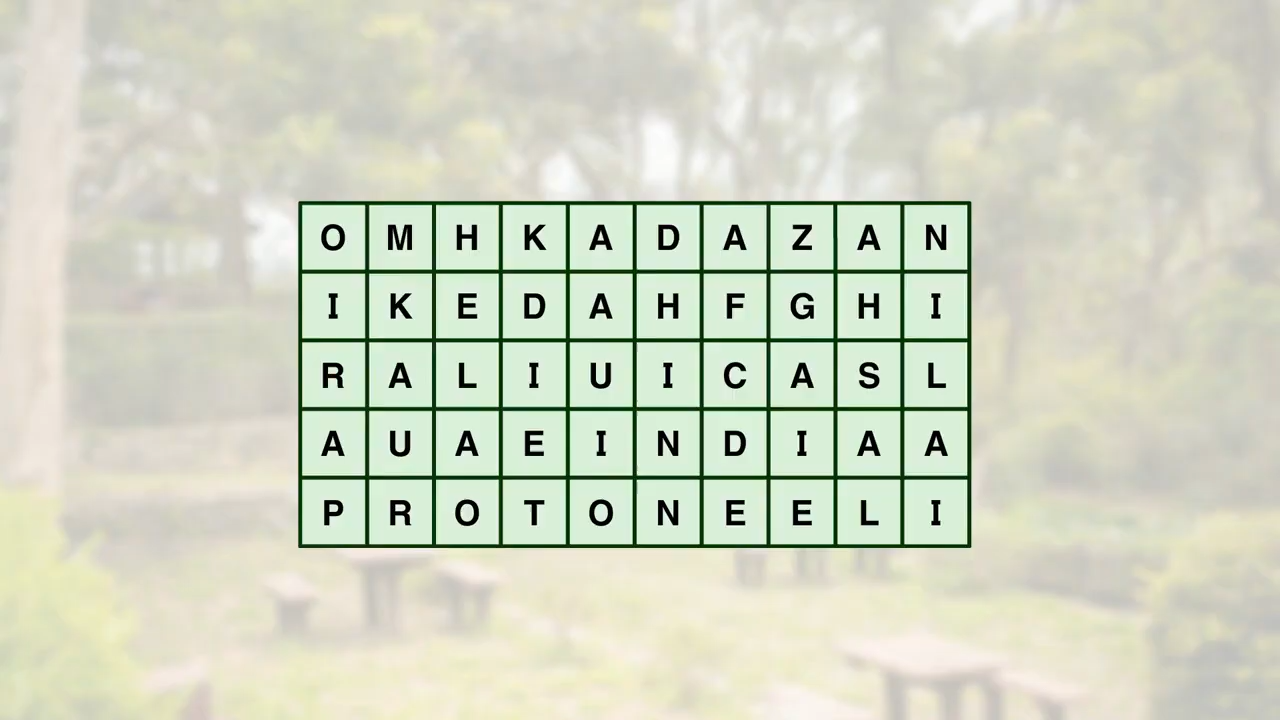 O M H K A D A Z A N
I K E D A H F G H I
R A L I U I C A S L
A U A E I N D I A A
P R O T O N E E L I